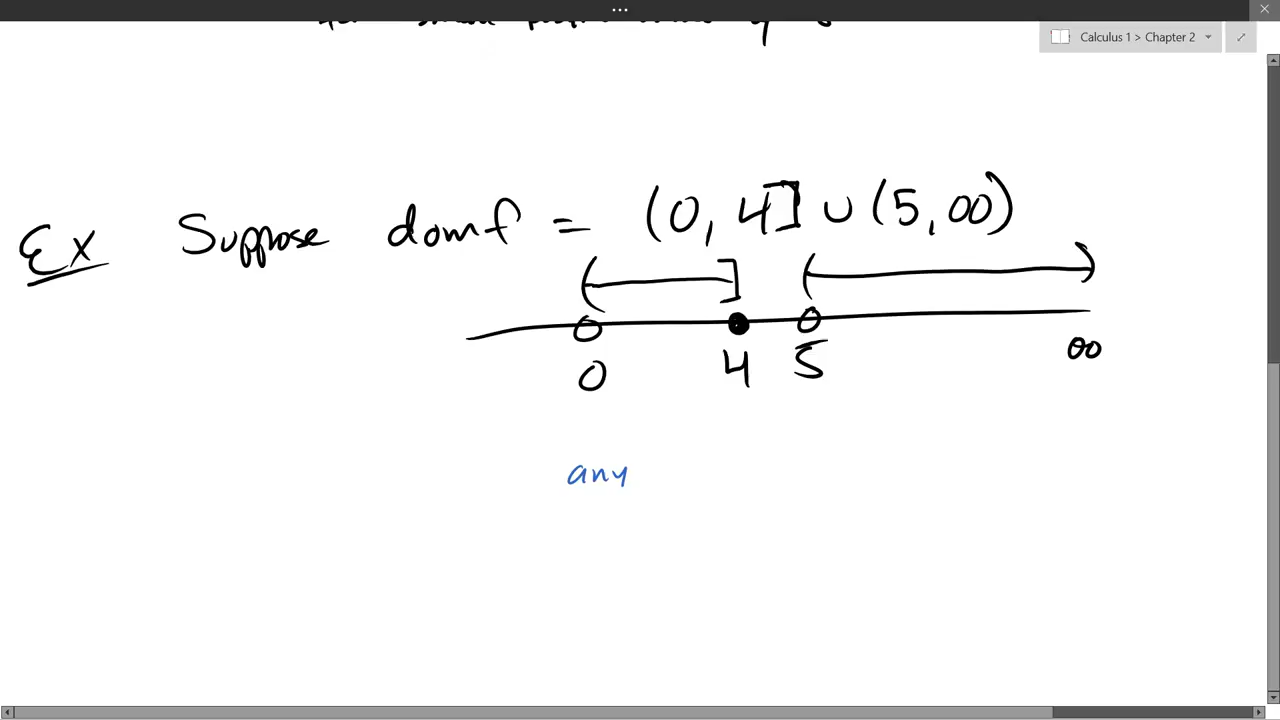 Calculus 1 > Chapter 2
Ex Suppose domf = (0, 4] ∪ (5, ∞)
0 4 5 ∞
any